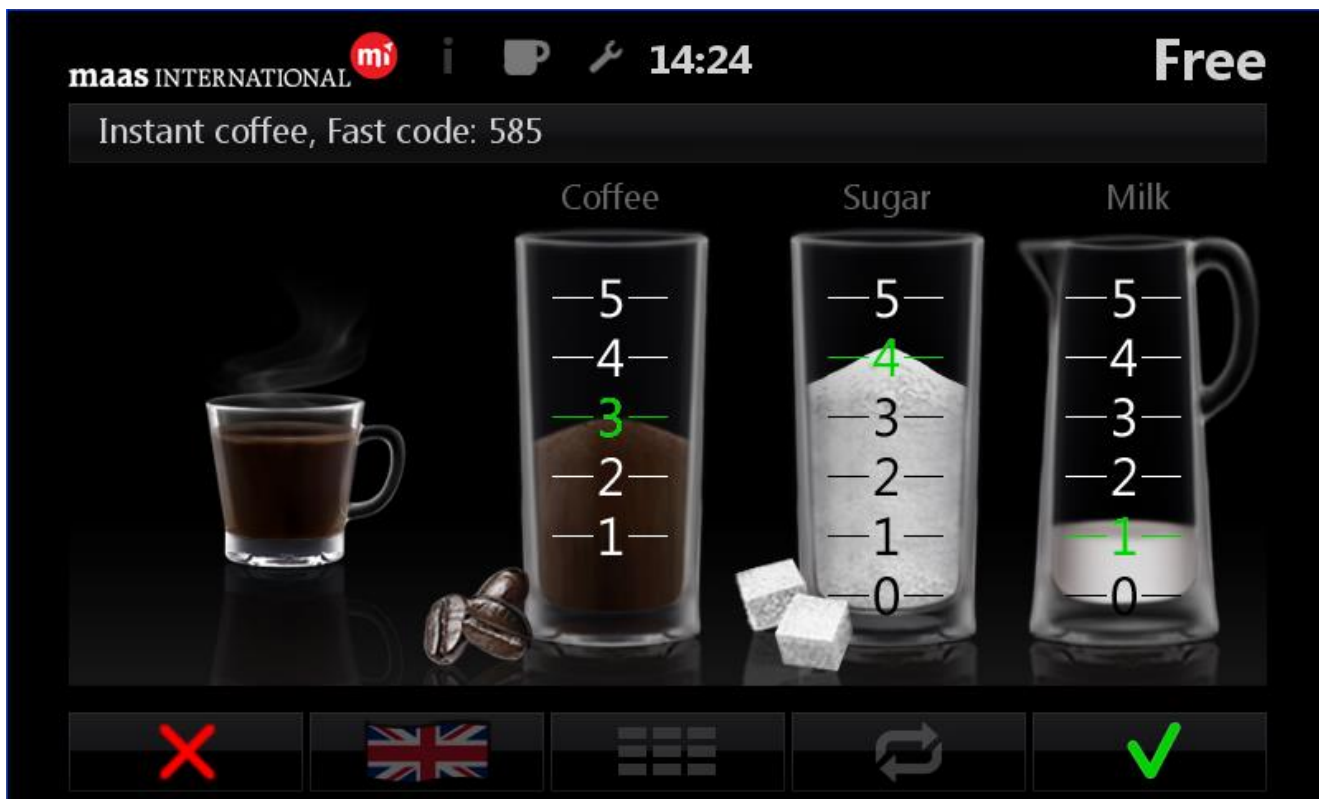 maas INTERNATIONAL mi i 14:24 Free
Instant coffee, Fast code: 585
Coffee Sugar Milk
5 5 5
4 4 4
3 3 3
2 2 2
1 1 1
0 0